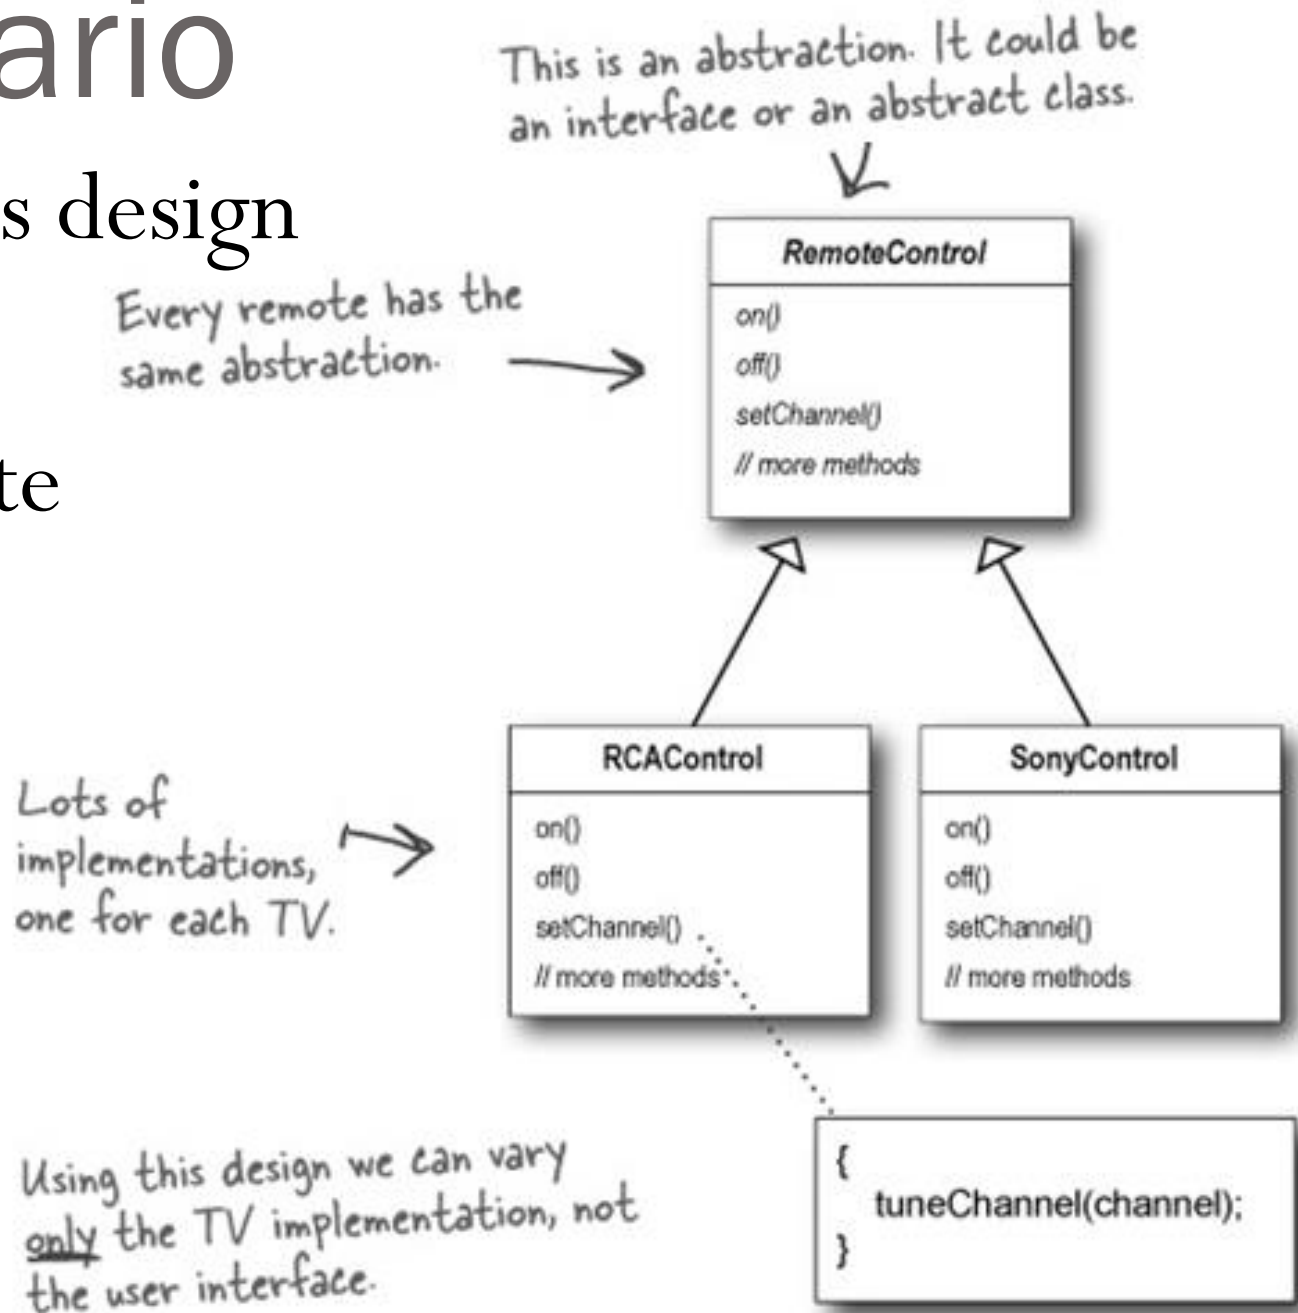 ario
This is an abstraction. It could be
an interface or an abstract class.
s design
Every remote has the
same abstraction.
te
RemoteControl
on()
off()
setChannel()
// more methods
Lots of
implementations,
one for each TV.
RCAControl
on()
off()
setChannel()
// more methods
SonyControl
on()
off()
setChannel()
// more methods
Using this design we can vary
only the TV implementation, not
the user interface.
{
tuneChannel(channel);
}